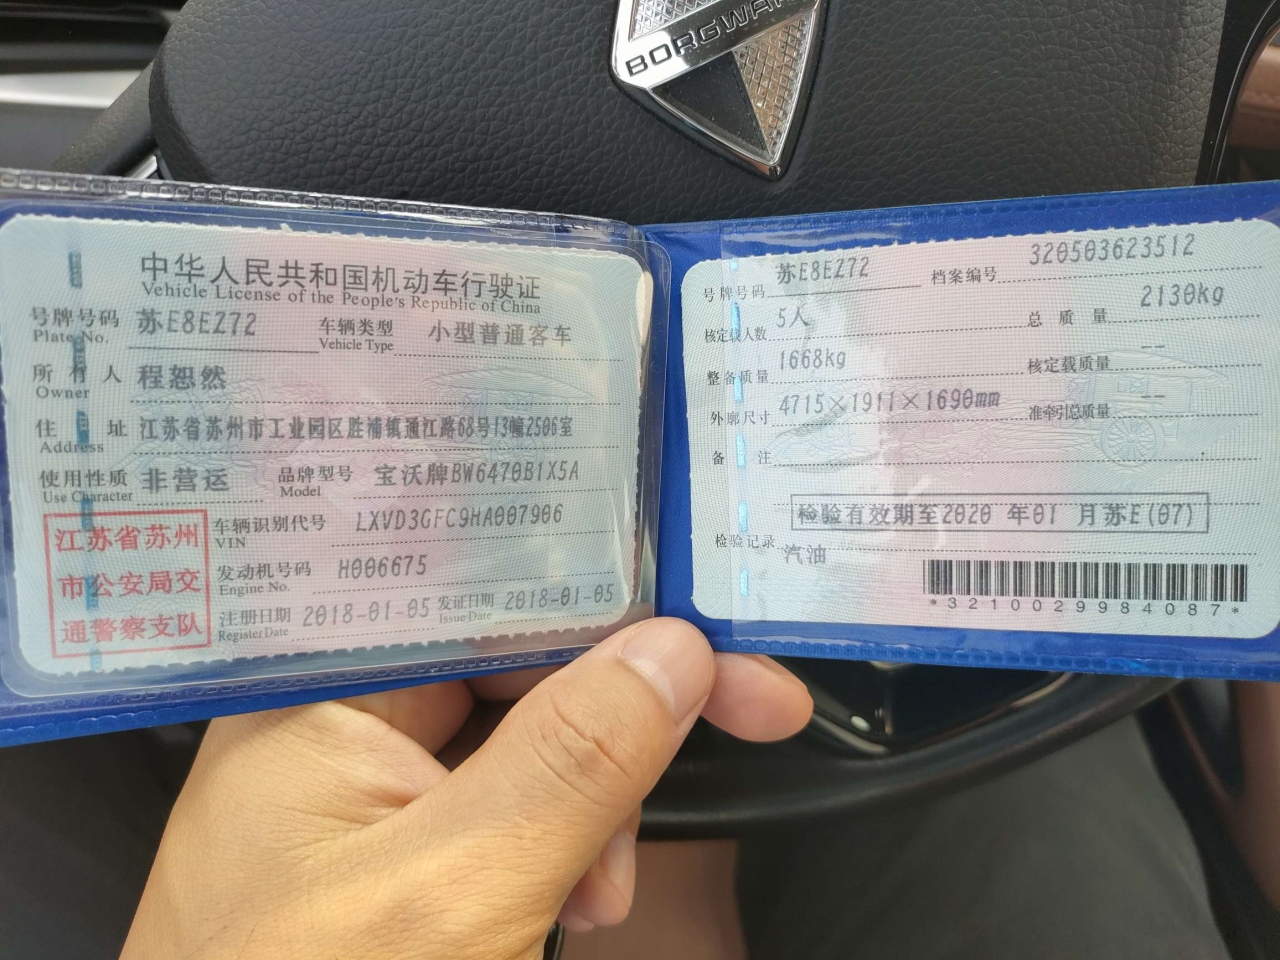 BORGWAR
中华人民共和国机动车行驶证
Vehicle License of the People's Republic of China
号牌号码 苏E8EZ72 车辆类型 小型普通客车
Plate No. Vehicle Type
所有人 程恕然
Owner
住址 江苏省苏州市工业园区胜浦镇通江路68号13幢2506室
Address
使用性质 非营运 品牌型号 宝沃牌BW6470B1X5A
Use Character Model
江苏省苏州
市公安局交
通警察支队
车辆识别代号 LXVD3GFC9HA007906
VIN
发动机号码 H006675
Engine No.
注册日期 2018-01-05 发证日期 2018-01-05
Register Date Issue Date
号牌号码 苏E8EZ72 档案编号 320503623512
核定载人数 5人 总质量 2130kg
整备质量 1668kg 核定载质量 --
外廓尺寸 4715×1911×1690mm 准牵引总质量 --
备注
检验有效期至2020 年01 月苏E(07)
检验记录 汽油
*3210029984087*